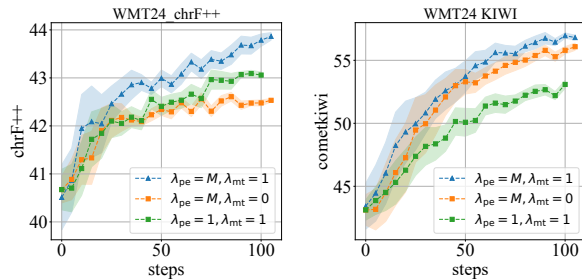 WMT24_chrF++
44
43
42
41
40
chrF++
0
50
100
steps
λpe = M, λmt = 1
λpe = M, λmt = 0
λpe = 1, λmt = 1
WMT24 KIWI
55
50
45
cometkiwi
0
50
100
steps
λpe = M, λmt = 1
λpe = M, λmt = 0
λpe = 1, λmt = 1